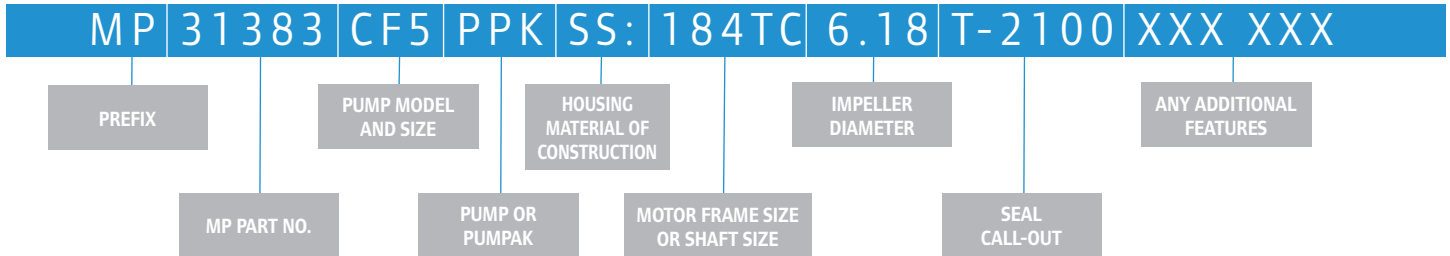 MP 31383 CF5 PPK SS: 184TC 6.18 T-2100 XXX XXX
PREFIX
PUMP MODEL
AND SIZE
HOUSING
MATERIAL OF
CONSTRUCTION
IMPELLER
DIAMETER
ANY ADDITIONAL
FEATURES
MP PART NO.
PUMP OR
PUMPAK
MOTOR FRAME SIZE
OR SHAFT SIZE
SEAL
CALL-OUT